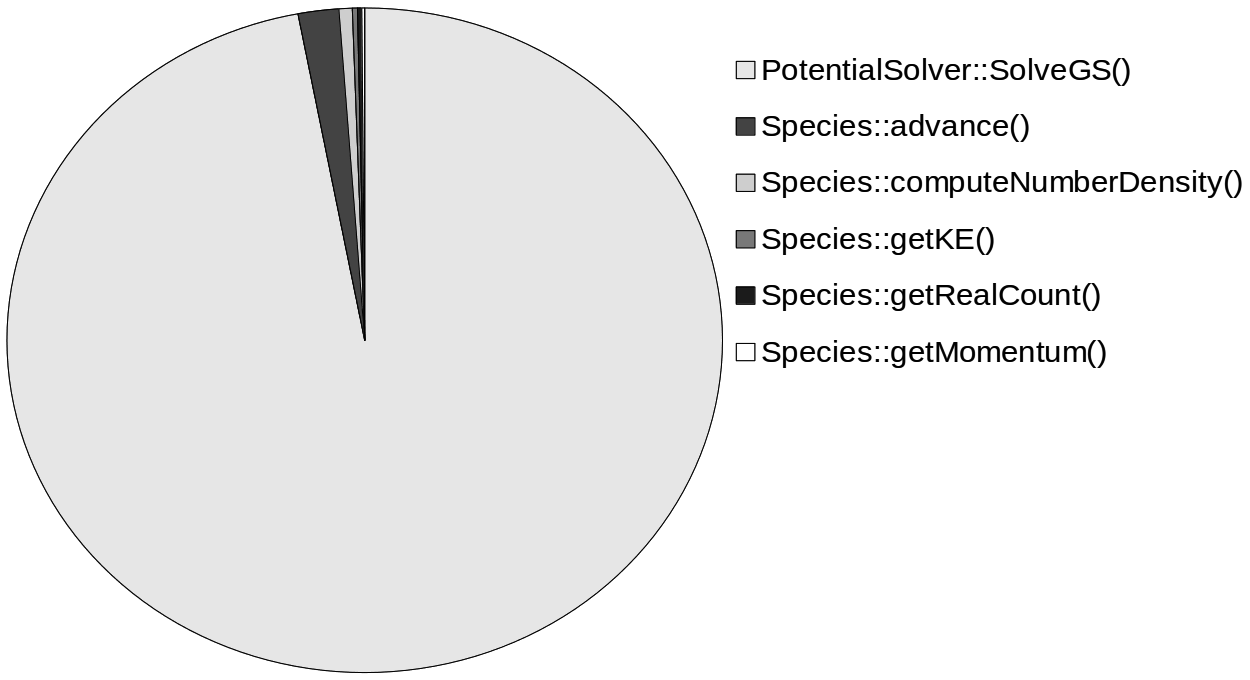 PotentialSolver::SolveGS()
Species::advance()
Species::computeNumberDensity()
Species::getKE()
Species::getRealCount()
Species::getMomentum()